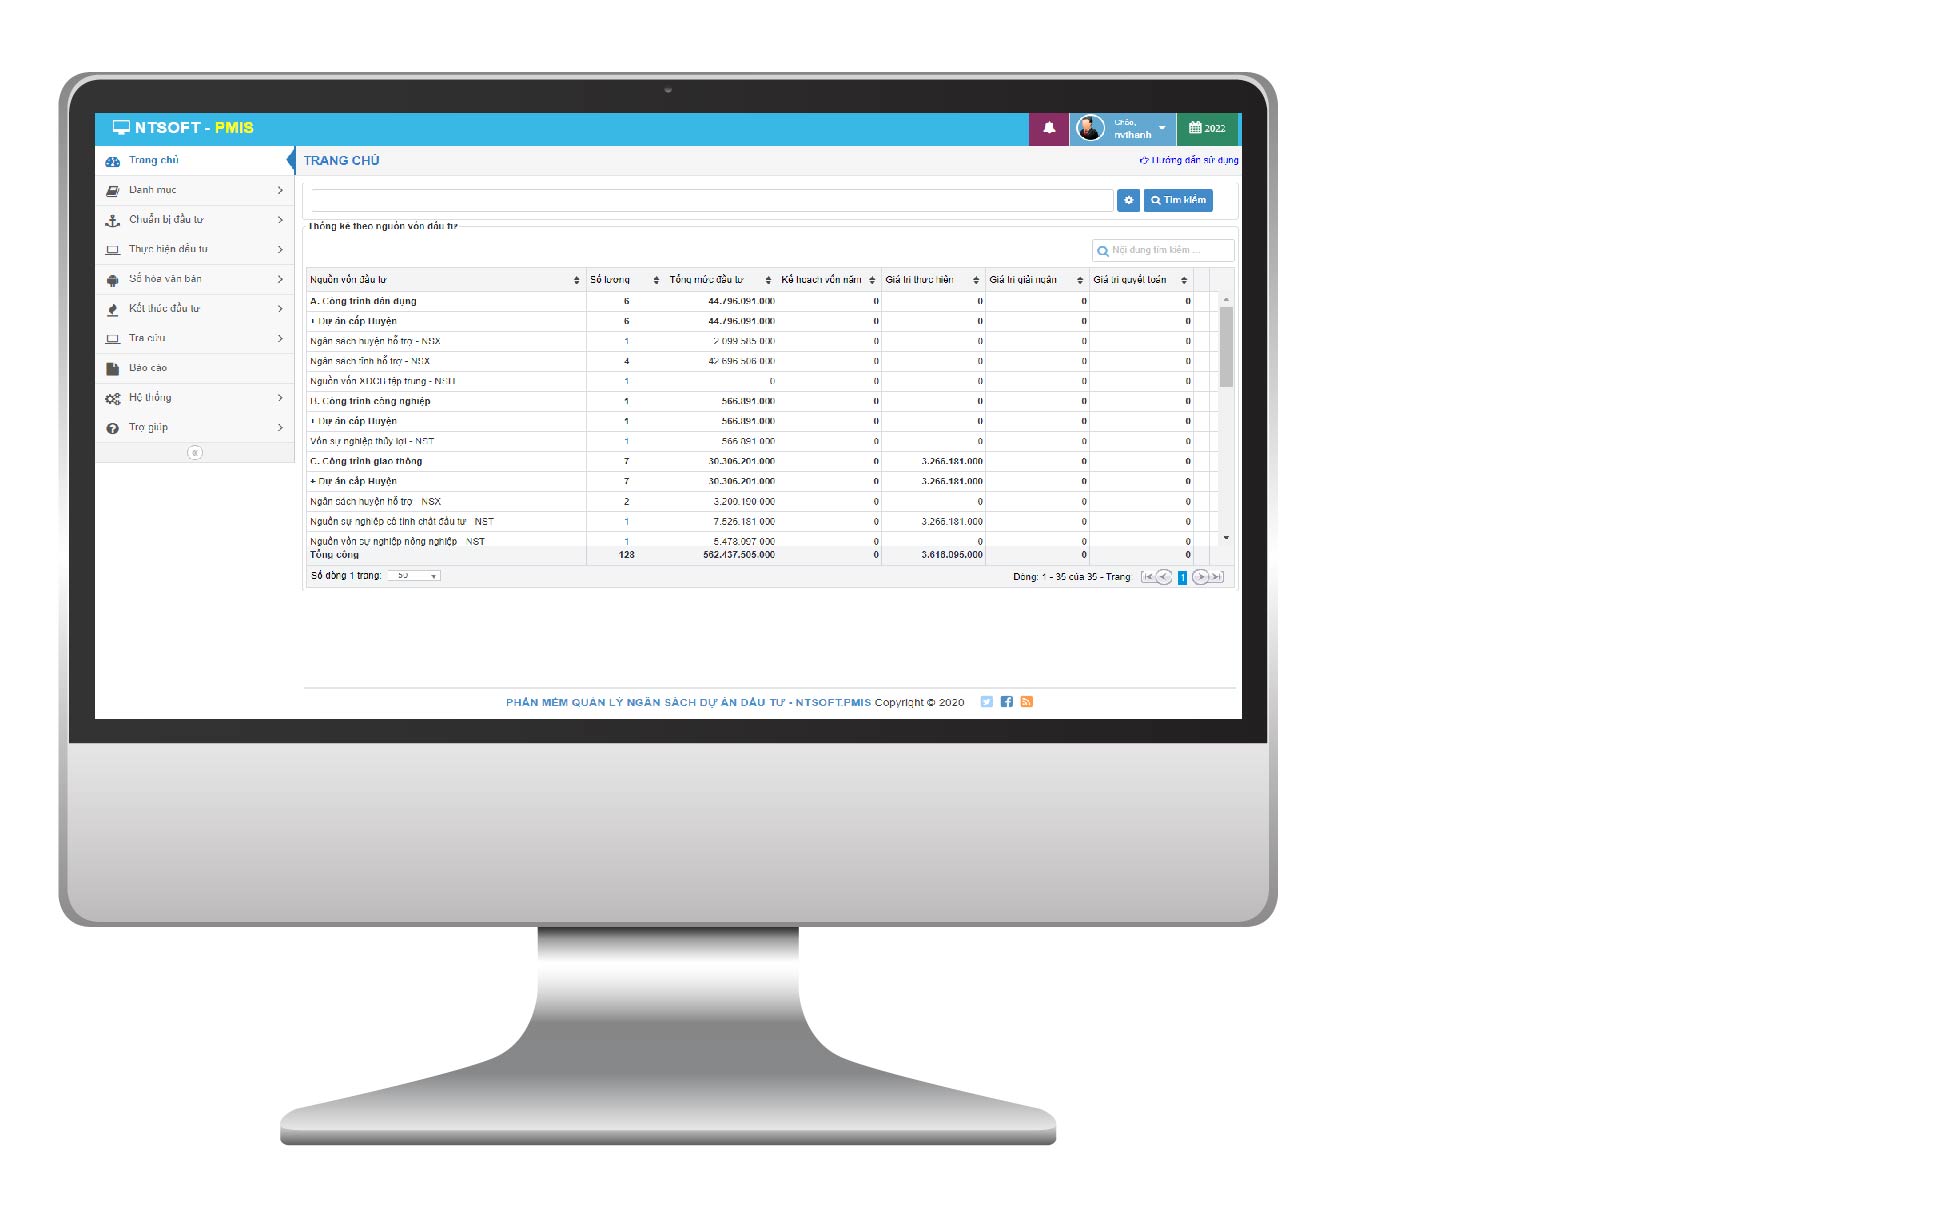 NTSOFT - PMIS
Chào,
nvthanh
2022
Trang chủ
TRANG CHỦ
Hướng dẫn sử dụng
Danh mục
Chuẩn bị đầu tư
Thực hiện đầu tư
Số hóa văn bản
Kết thúc đầu tư
Tra cứu
Báo cáo
Hệ thống
Trợ giúp
Tìm kiếm
Thống kê theo nguồn vốn đầu tư
Nội dung tìm kiếm ...
Nguồn vốn đầu tư Số lượng Tổng mức đầu tư Kế hoạch vốn năm Giá trị thực hiện Giá trị giải ngân Giá trị quyết toán
A. Công trình dân dụng 6 44.796.091.000 0 0 0 0
+ Dự án cấp Huyện 6 44.796.091.000 0 0 0 0
Ngân sách huyện hỗ trợ - NSX 1 2.099.585.000 0 0 0 0
Ngân sách tỉnh hỗ trợ - NSX 4 42.696.506.000 0 0 0 0
Nguồn vốn XDCB tập trung - NSH 1 0 0 0 0 0
B. Công trình công nghiệp 1 566.891.000 0 0 0 0
+ Dự án cấp Huyện 1 566.891.000 0 0 0 0
Vốn sự nghiệp thủy lợi - NST 1 566.891.000 0 0 0 0
C. Công trình giao thông 7 30.306.201.000 0 3.266.181.000 0 0
+ Dự án cấp Huyện 7 30.306.201.000 0 3.266.181.000 0 0
Ngân sách huyện hỗ trợ - NSX 2 3.200.190.000 0 0 0 0
Nguồn sự nghiệp có tính chất đầu tư - NST 1 7.526.181.000 0 3.266.181.000 0 0
Nguồn vốn sự nghiệp nông nghiệp - NST 1 5.478.097.000 0 0 0 0
Tổng cộng 128 562.437.505.000 0 3.616.095.000 0 0
Số dòng 1 trang: 50
Dòng: 1 - 35 của 35 - Trang: 1
PHẦN MỀM QUẢN LÝ NGÂN SÁCH DỰ ÁN ĐẦU TƯ - NTSOFT.PMIS Copyright © 2020